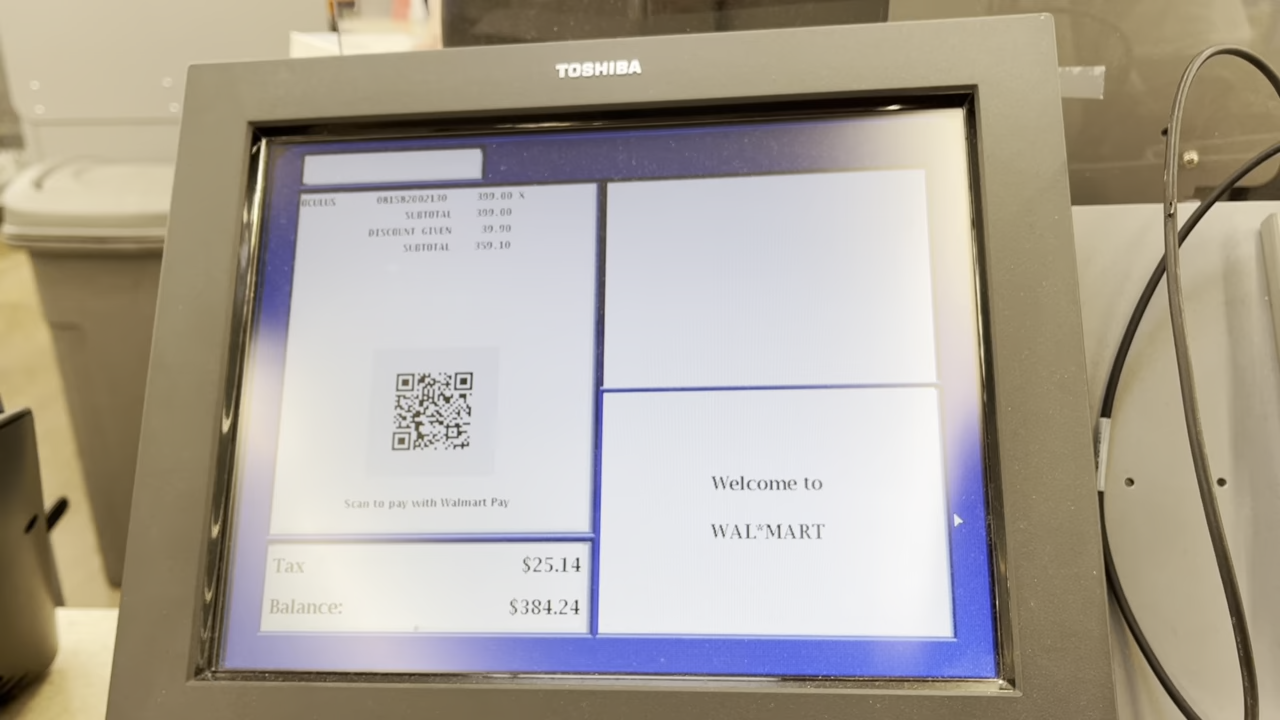 TOSHIBA
OCULUS 081582002130 399.00 X
SUBTOTAL 399.00
DISCOUNT GIVEN 39.90
SUBTOTAL 359.10
Scan to pay with Walmart Pay
Tax $25.14
Balance: $384.24
Welcome to
WAL*MART